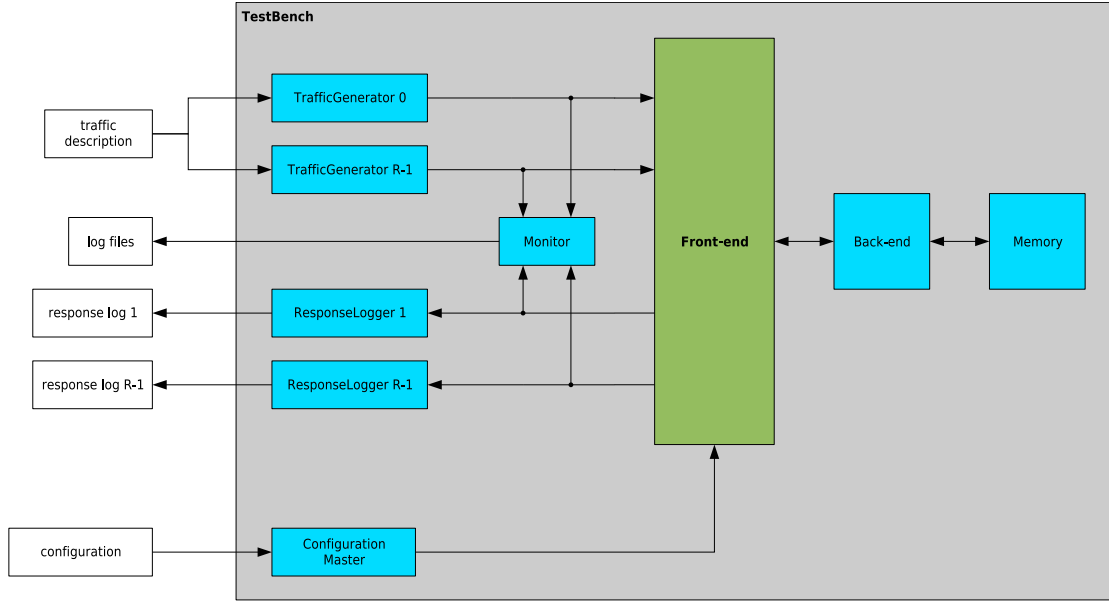 TestBench
TrafficGenerator 0
traffic
description
TrafficGenerator R-1
log files
Monitor
Front-end
Back-end
Memory
response log 1
ResponseLogger 1
response log R-1
ResponseLogger R-1
configuration
Configuration
Master